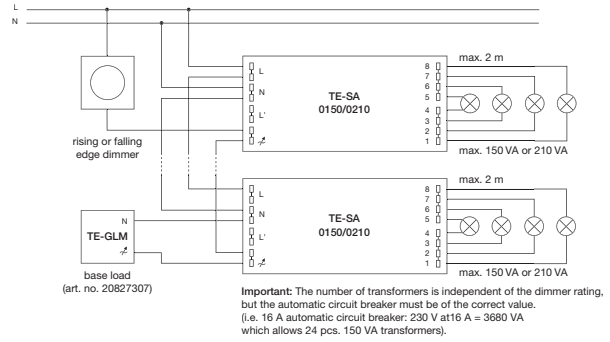 L
N
max. 2 m
L
N
L'
TE-SA
0150/0210
8
7
6
5
4
3
2
1
rising or falling
edge dimmer
max. 150 VA or 210 VA
max. 2 m
L
N
L'
TE-SA
0150/0210
8
7
6
5
4
3
2
1
N
TE-GLM
base load
(art. no. 20827307)
max. 150 VA or 210 VA
Important: The number of transformers is independent of the dimmer rating,
but the automatic circuit breaker must be of the correct value.
(i.e. 16 A automatic circuit breaker: 230 V at16 A = 3680 VA
which allows 24 pcs. 150 VA transformers).